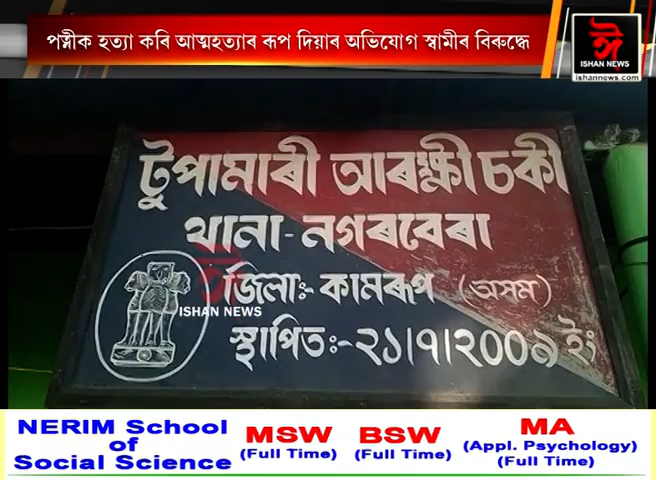 পত্নীক হত্যা কৰি আত্মহত্যাৰ ৰূপ দিয়াৰ অভিযোগ স্বামীৰ বিৰুদ্ধে
ঈ
ISHAN NEWS
ishannews.com
টুপামাৰী আৰক্ষী চকী
থানা-নগৰবেৰা
জিলাঃ- কামৰূপ (অসম)
ঈ
ISHAN NEWS
স্থাপিতঃ-২১।৭।২০০৯ ইং
NERIM School
of
Social Science
MSW
(Full Time)
BSW
(Full Time)
MA
(Appl. Psychology)
(Full Time)